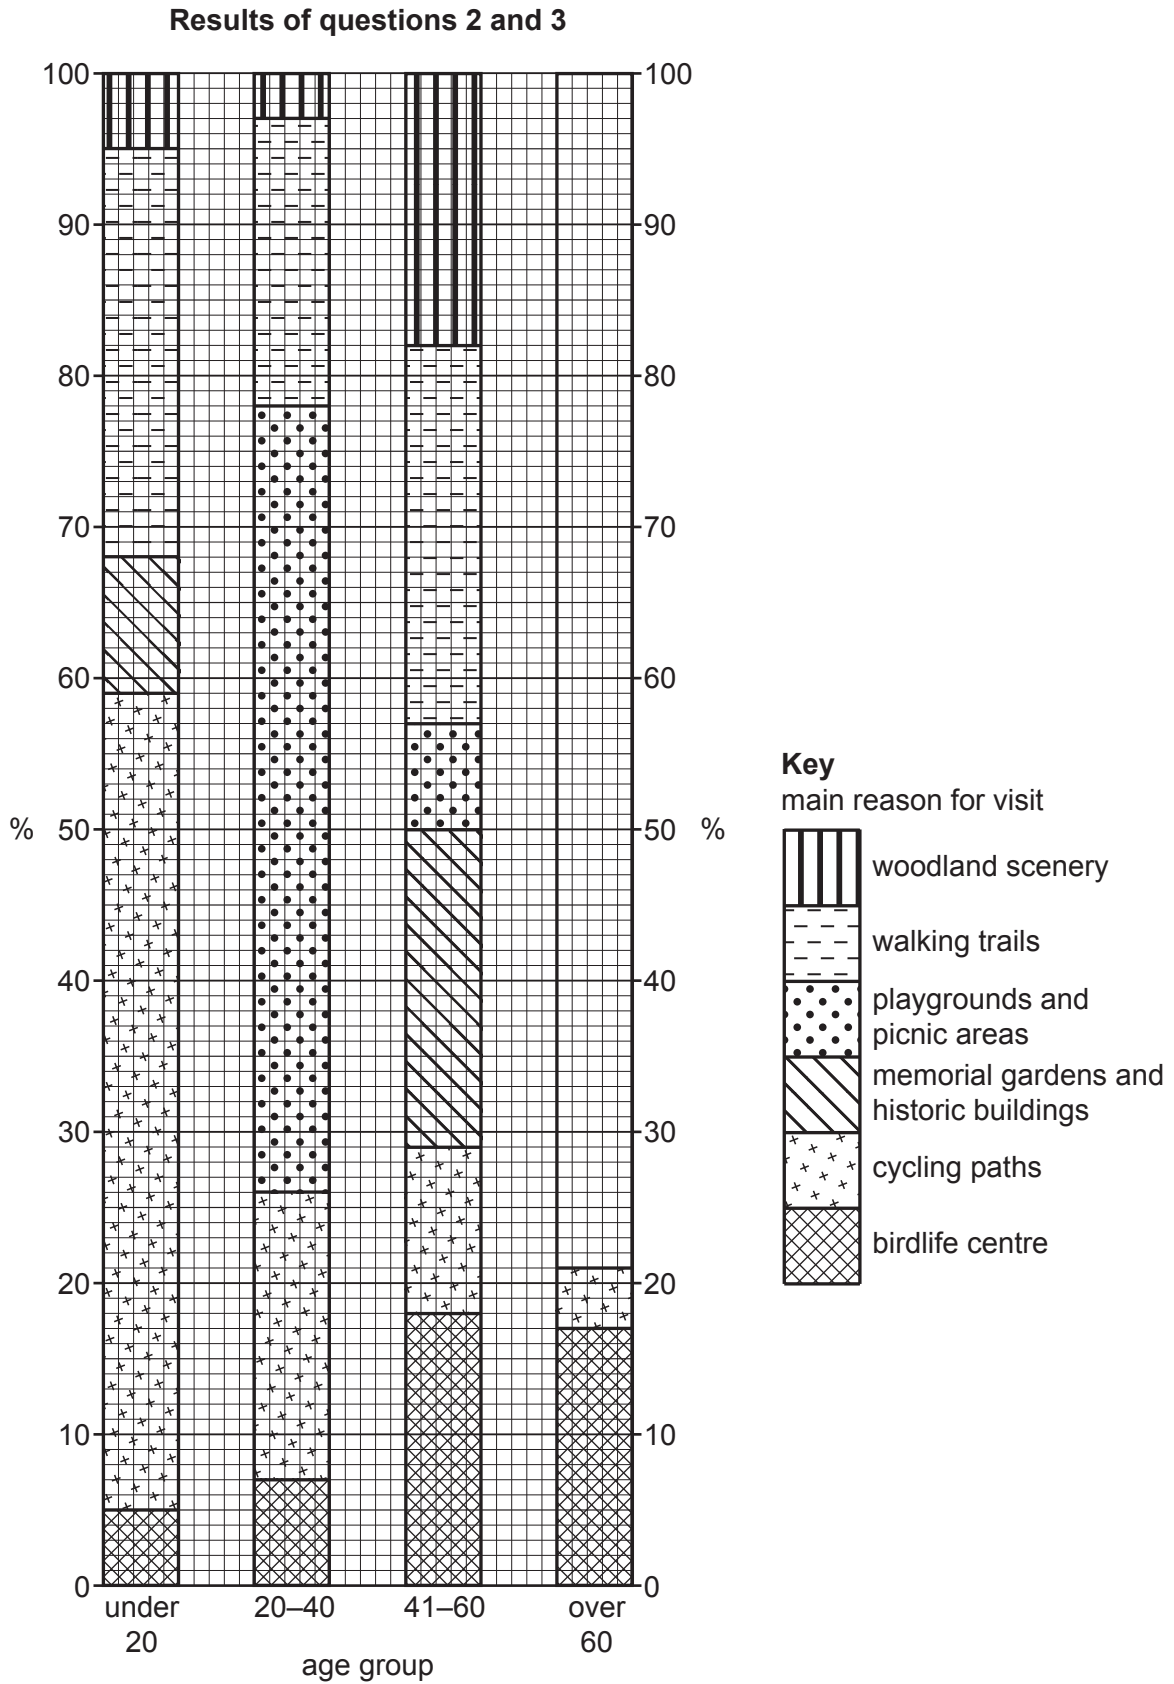 Results of questions 2 and 3
100
90
80
70
60
50
40
30
20
10
0
%
100
90
80
70
60
50
40
30
20
10
0
%
under
20
20–40
41–60
over
60
age group
Key
main reason for visit
woodland scenery
walking trails
playgrounds and
picnic areas
memorial gardens and
historic buildings
cycling paths
birdlife centre